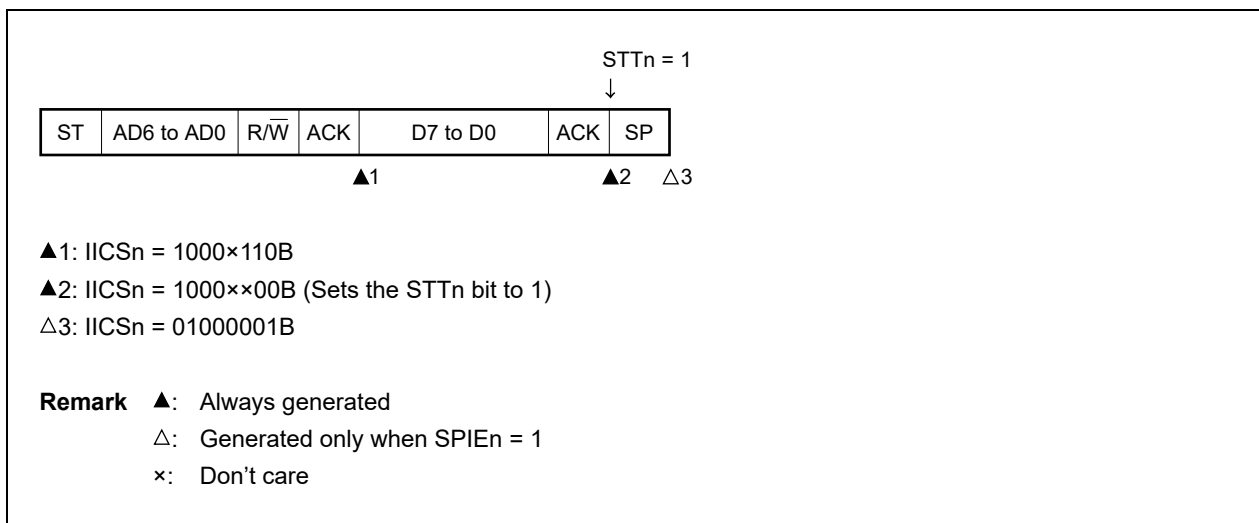 STTn = 1
↓
ST AD6 to AD0 R/W̅ ACK D7 to D0 ACK SP
▲1 ▲2 △3
▲1: IICSn = 1000×110B
▲2: IICSn = 1000××00B (Sets the STTn bit to 1)
△3: IICSn = 01000001B
Remark ▲: Always generated
△: Generated only when SPIEn = 1
×: Don’t care